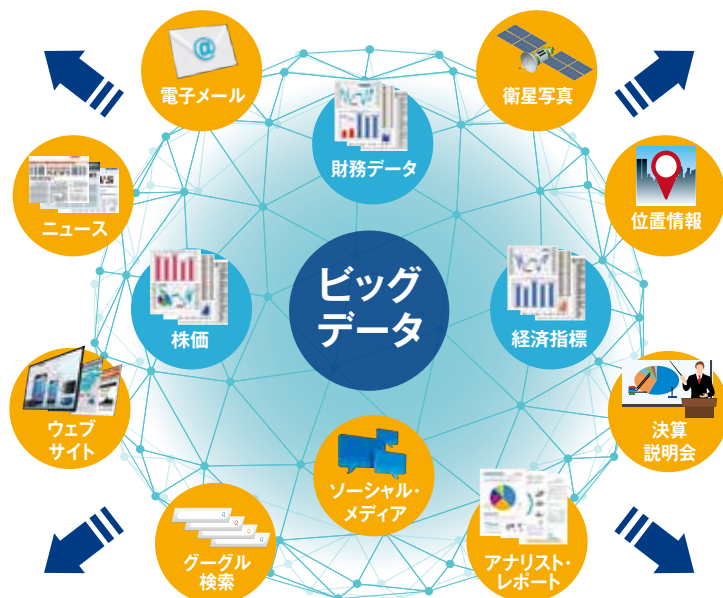 電子メール
衛星写真
財務データ
ニュース
位置情報
ビッグ
データ
株価
経済指標
ウェブ
サイト
決算
説明会
ソーシャル・
メディア
グーグル
検索
アナリスト・
レポート